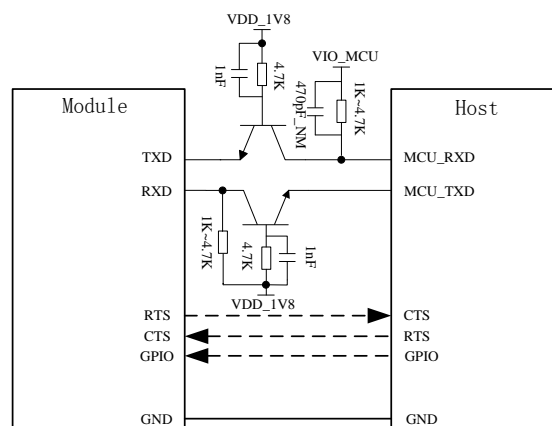 VDD_1V8
VIO_MCU
1nF
4.7K
470pF_NM
1K~4.7K
Module
Host
TXD
MCU_RXD
RXD
MCU_TXD
1K~4.7K
4.7K
1nF
VDD_1V8
RTS
CTS
CTS
RTS
GPIO
GPIO
GND
GND